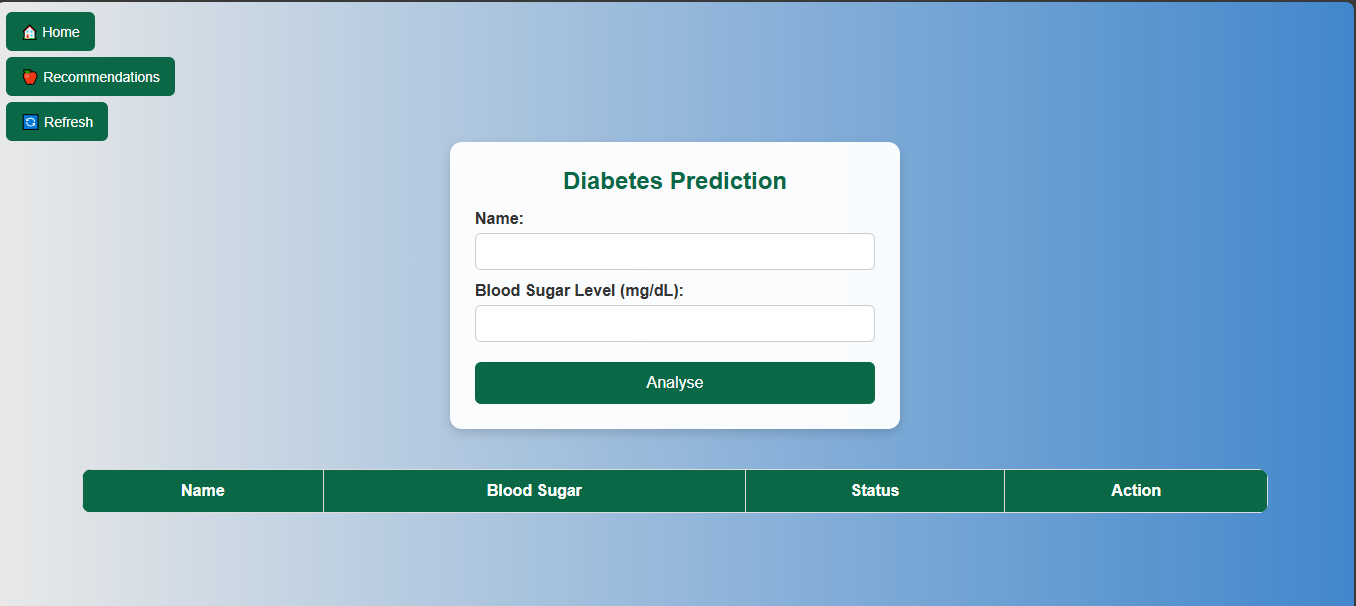 Home
Recommendations
Refresh
Diabetes Prediction
Name:
Blood Sugar Level (mg/dL):
Analyse
Name Blood Sugar Status Action